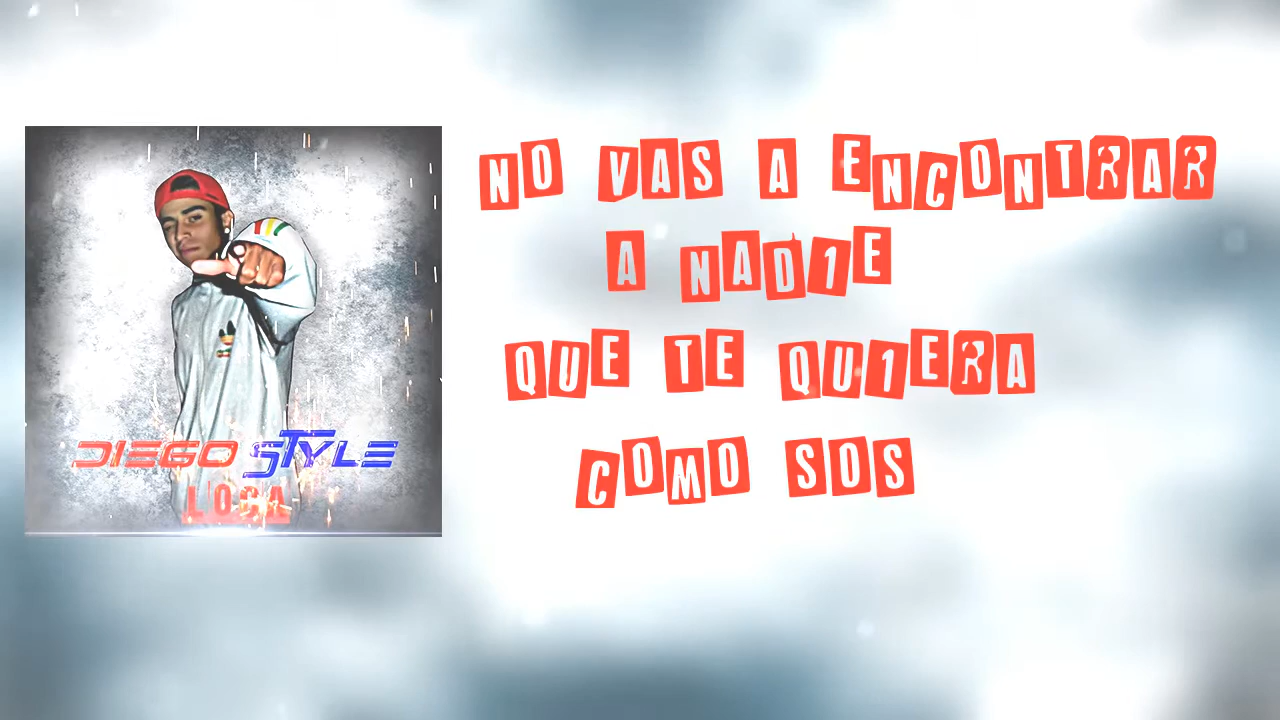 NO VAS A ENCONTRAR
A NAD1E
QUE TE QU1ERA
COMO SOS
DIEGO STYLE
LOCA